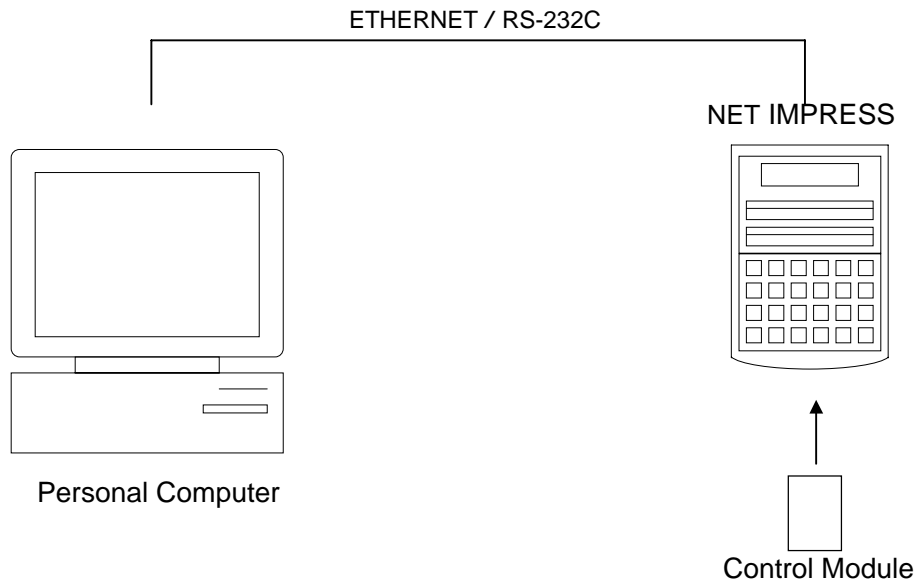 ETHERNET / RS-232C
NET IMPRESS
Personal Computer
Control Module